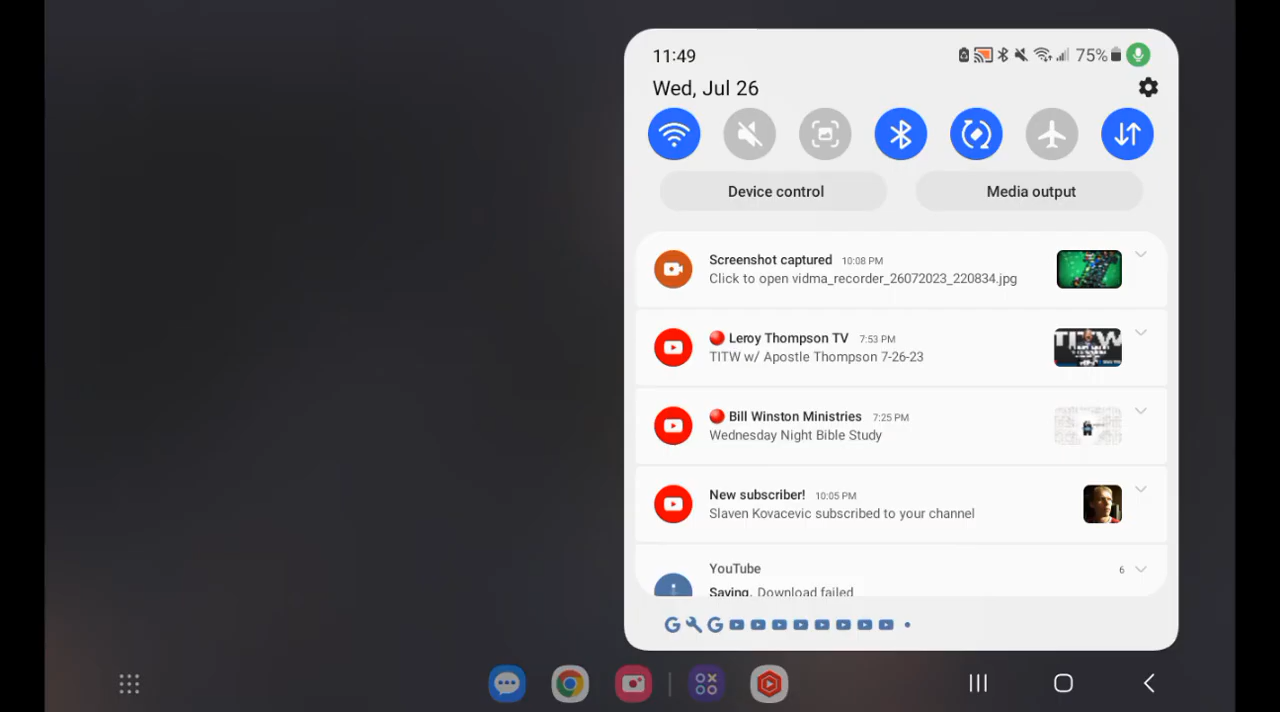 11:49
75%
Wed, Jul 26
Device control
Media output
Screenshot captured 10:08 PM
Click to open vidma_recorder_26072023_220834.jpg
Leroy Thompson TV 7:53 PM
TITW w/ Apostle Thompson 7-26-23
TITW
Bill Winston Ministries 7:25 PM
Wednesday Night Bible Study
New subscriber! 10:05 PM
Slaven Kovacevic subscribed to your channel
YouTube 6
Saving. Download failed